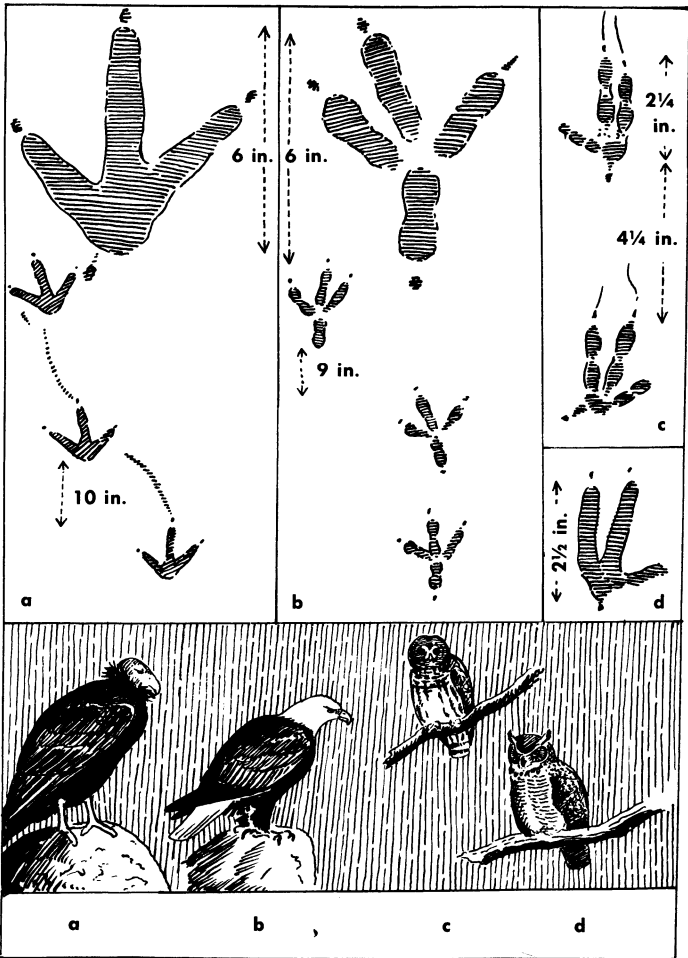 6 in.
6 in.
2¼
in.
4¼ in.
9 in.
c
10 in.
2½ in.
a
b
d
a b , c d